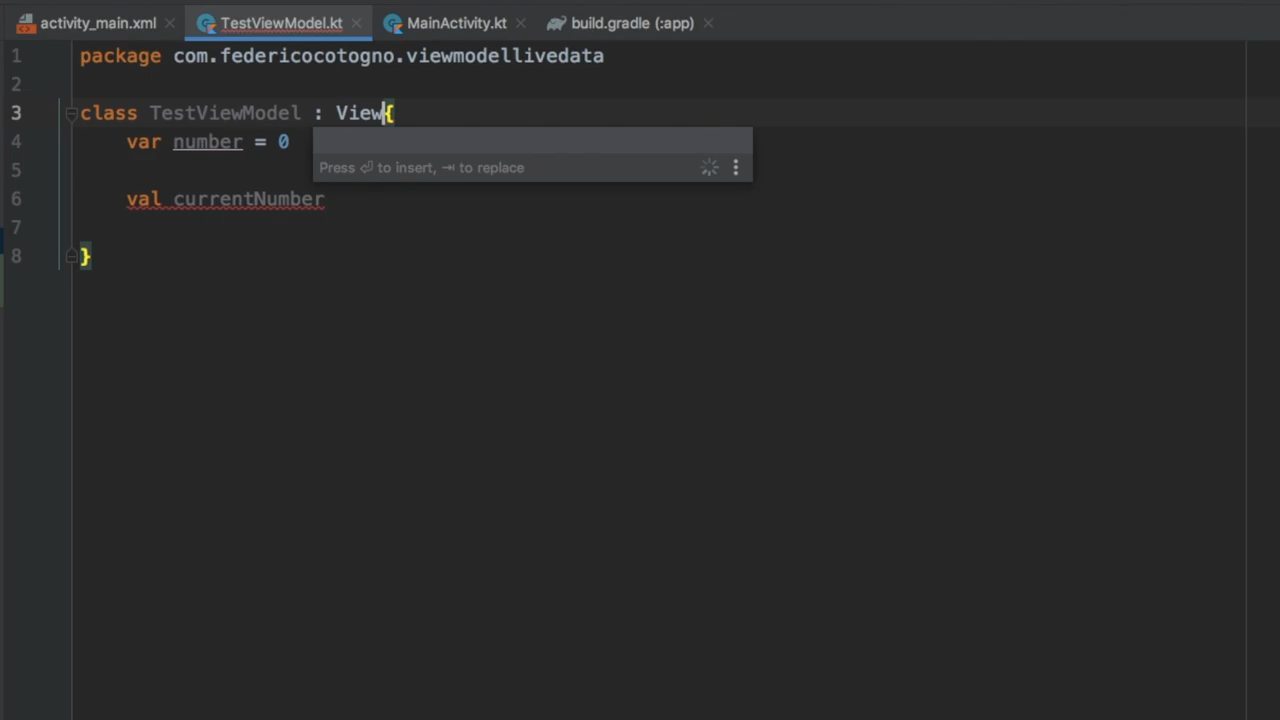 activity_main.xml TestViewModel.kt MainActivity.kt build.gradle (:app)
1 package com.federicocotogno.viewmodellivedata
2
3 class TestViewModel : View{
4 var number = 0
Press ⏎ to insert, ⇥ to replace
5
6 val currentNumber
7
8 }